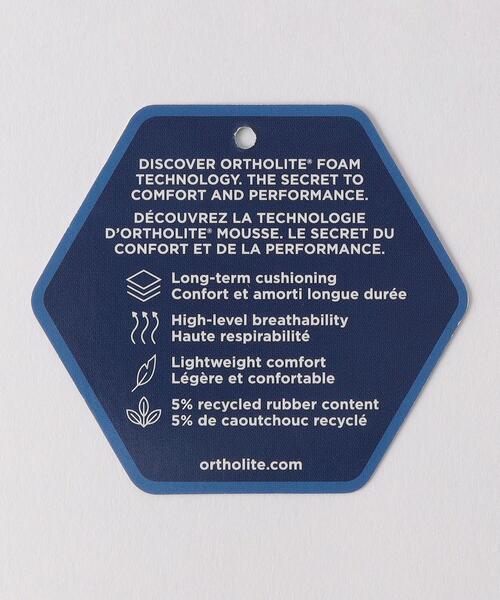 DISCOVER ORTHOLITE® FOAM
TECHNOLOGY. THE SECRET TO
COMFORT AND PERFORMANCE.
DÉCOUVREZ LA TECHNOLOGIE
D'ORTHOLITE® MOUSSE. LE SECRET DU
CONFORT ET DE LA PERFORMANCE.
Long-term cushioning
Confort et amorti longue durée
High-level breathability
Haute respirabilité
Lightweight comfort
Légère et confortable
5% recycled rubber content
5% de caoutchouc recyclé
ortholite.com